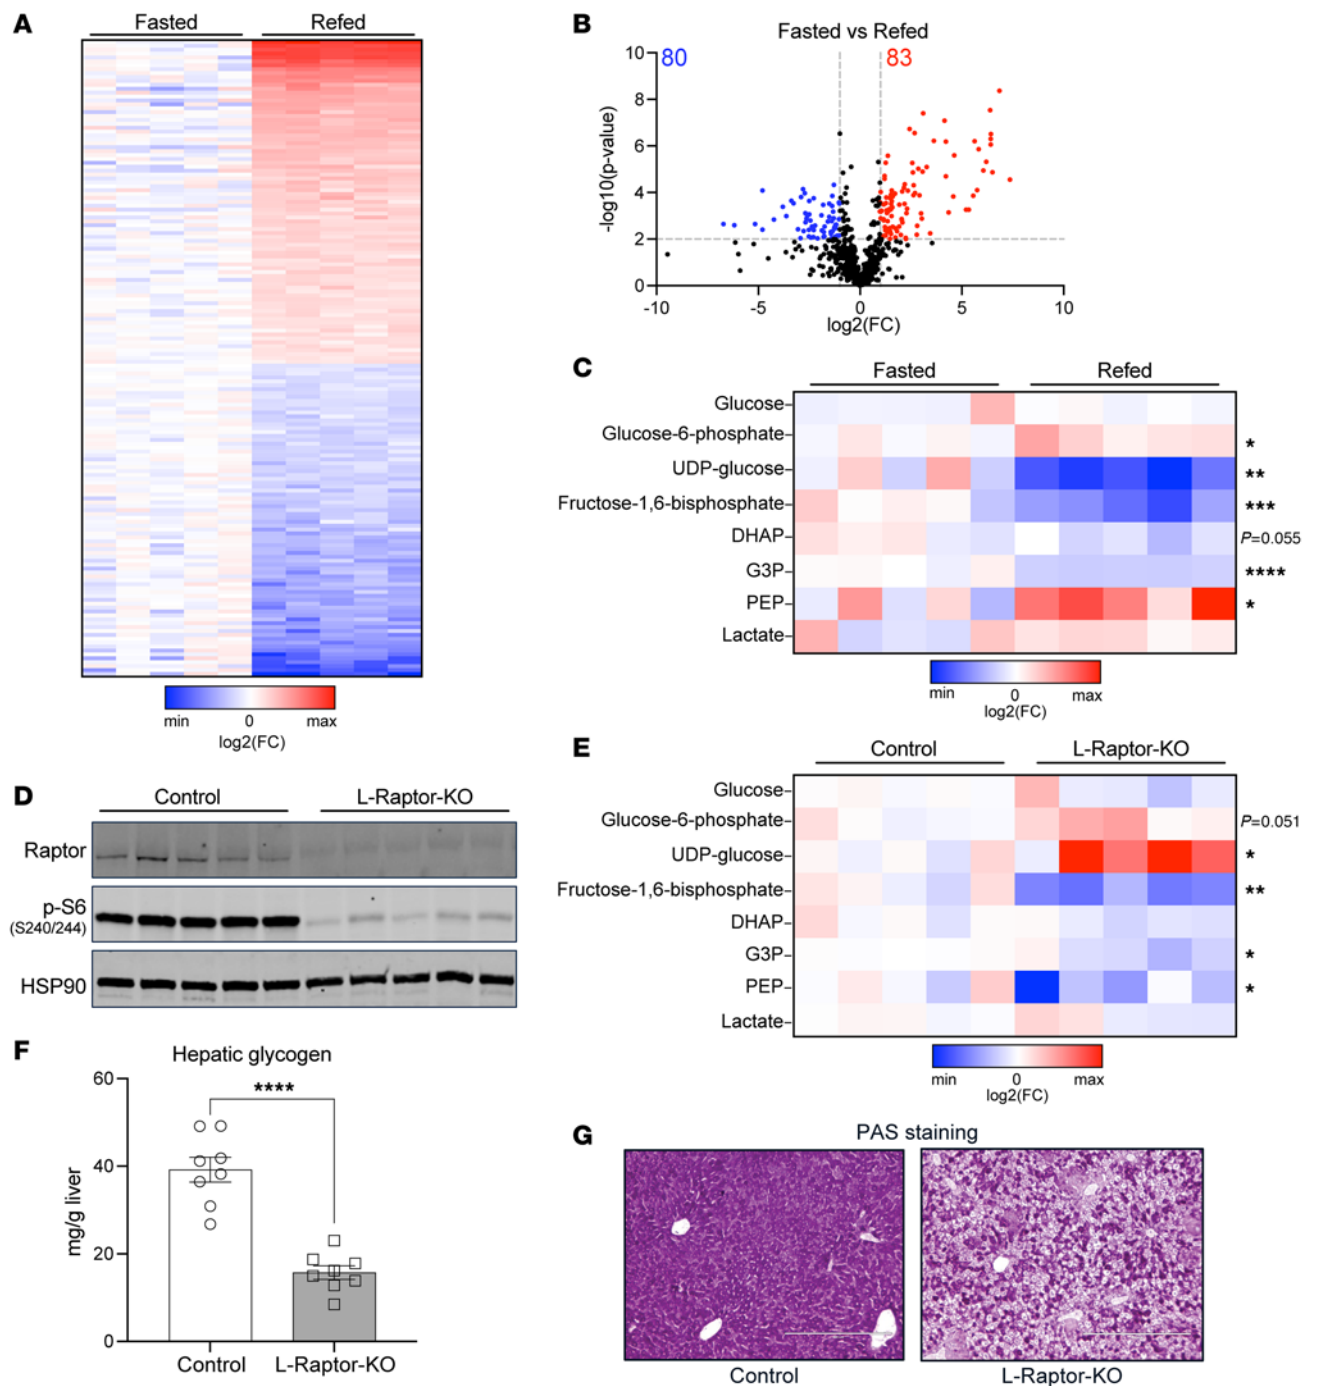 A
Fasted
Refed
min
0
max
log2(FC)
B
Fasted vs Refed
80
83
10
8
6
4
2
0
-log10(p-value)
-10
-5
0
5
10
log2(FC)
C
Fasted
Refed
Glucose
Glucose-6-phosphate
*
UDP-glucose
**
Fructose-1,6-bisphosphate
***
DHAP
P=0.055
G3P
****
PEP
*
Lactate
min
0
max
log2(FC)
D
Control
L-Raptor-KO
Raptor
p-S6
(S240/244)
HSP90
E
Control
L-Raptor-KO
Glucose
Glucose-6-phosphate
P=0.051
UDP-glucose
*
Fructose-1,6-bisphosphate
**
DHAP
G3P
*
PEP
*
Lactate
min
0
max
log2(FC)
F
Hepatic glycogen
****
60
40
20
0
mg/g liver
Control
L-Raptor-KO
G
PAS staining
Control
L-Raptor-KO